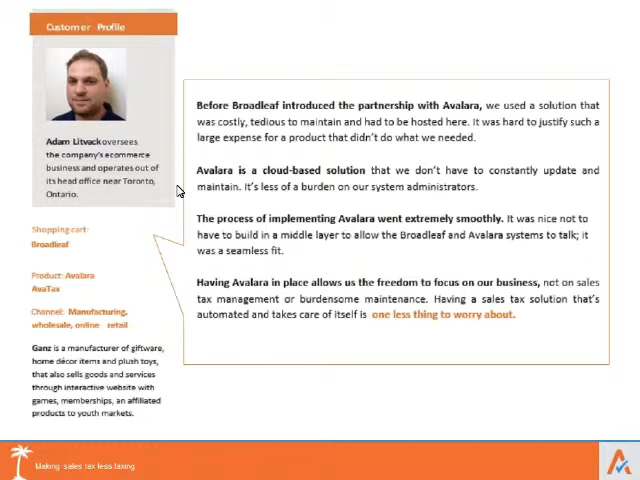 Customer Profile
Adam Litvack oversees
the company's ecommerce
business and operates out of
its head office near Toronto,
Ontario.
Shopping cart:
Broadleaf
Product: Avalara
AvaTax
Channel: Manufacturing,
wholesale, online retail
Ganz is a manufacturer of giftware,
home décor items and plush toys,
that also sells goods and services
through interactive website with
games, memberships, an affiliated
products to youth markets.
Before Broadleaf introduced the partnership with Avalara, we used a solution that
was costly, tedious to maintain and had to be hosted here. It was hard to justify such a
large expense for a product that didn't do what we needed.
Avalara is a cloud-based solution that we don't have to constantly update and
maintain. It's less of a burden on our system administrators.
The process of implementing Avalara went extremely smoothly. It was nice not to
have to build in a middle layer to allow the Broadleaf and Avalara systems to talk; it
was a seamless fit.
Having Avalara in place allows us the freedom to focus on our business, not on sales
tax management or burdensome maintenance. Having a sales tax solution that's
automated and takes care of itself is one less thing to worry about.
Making sales tax less taxing